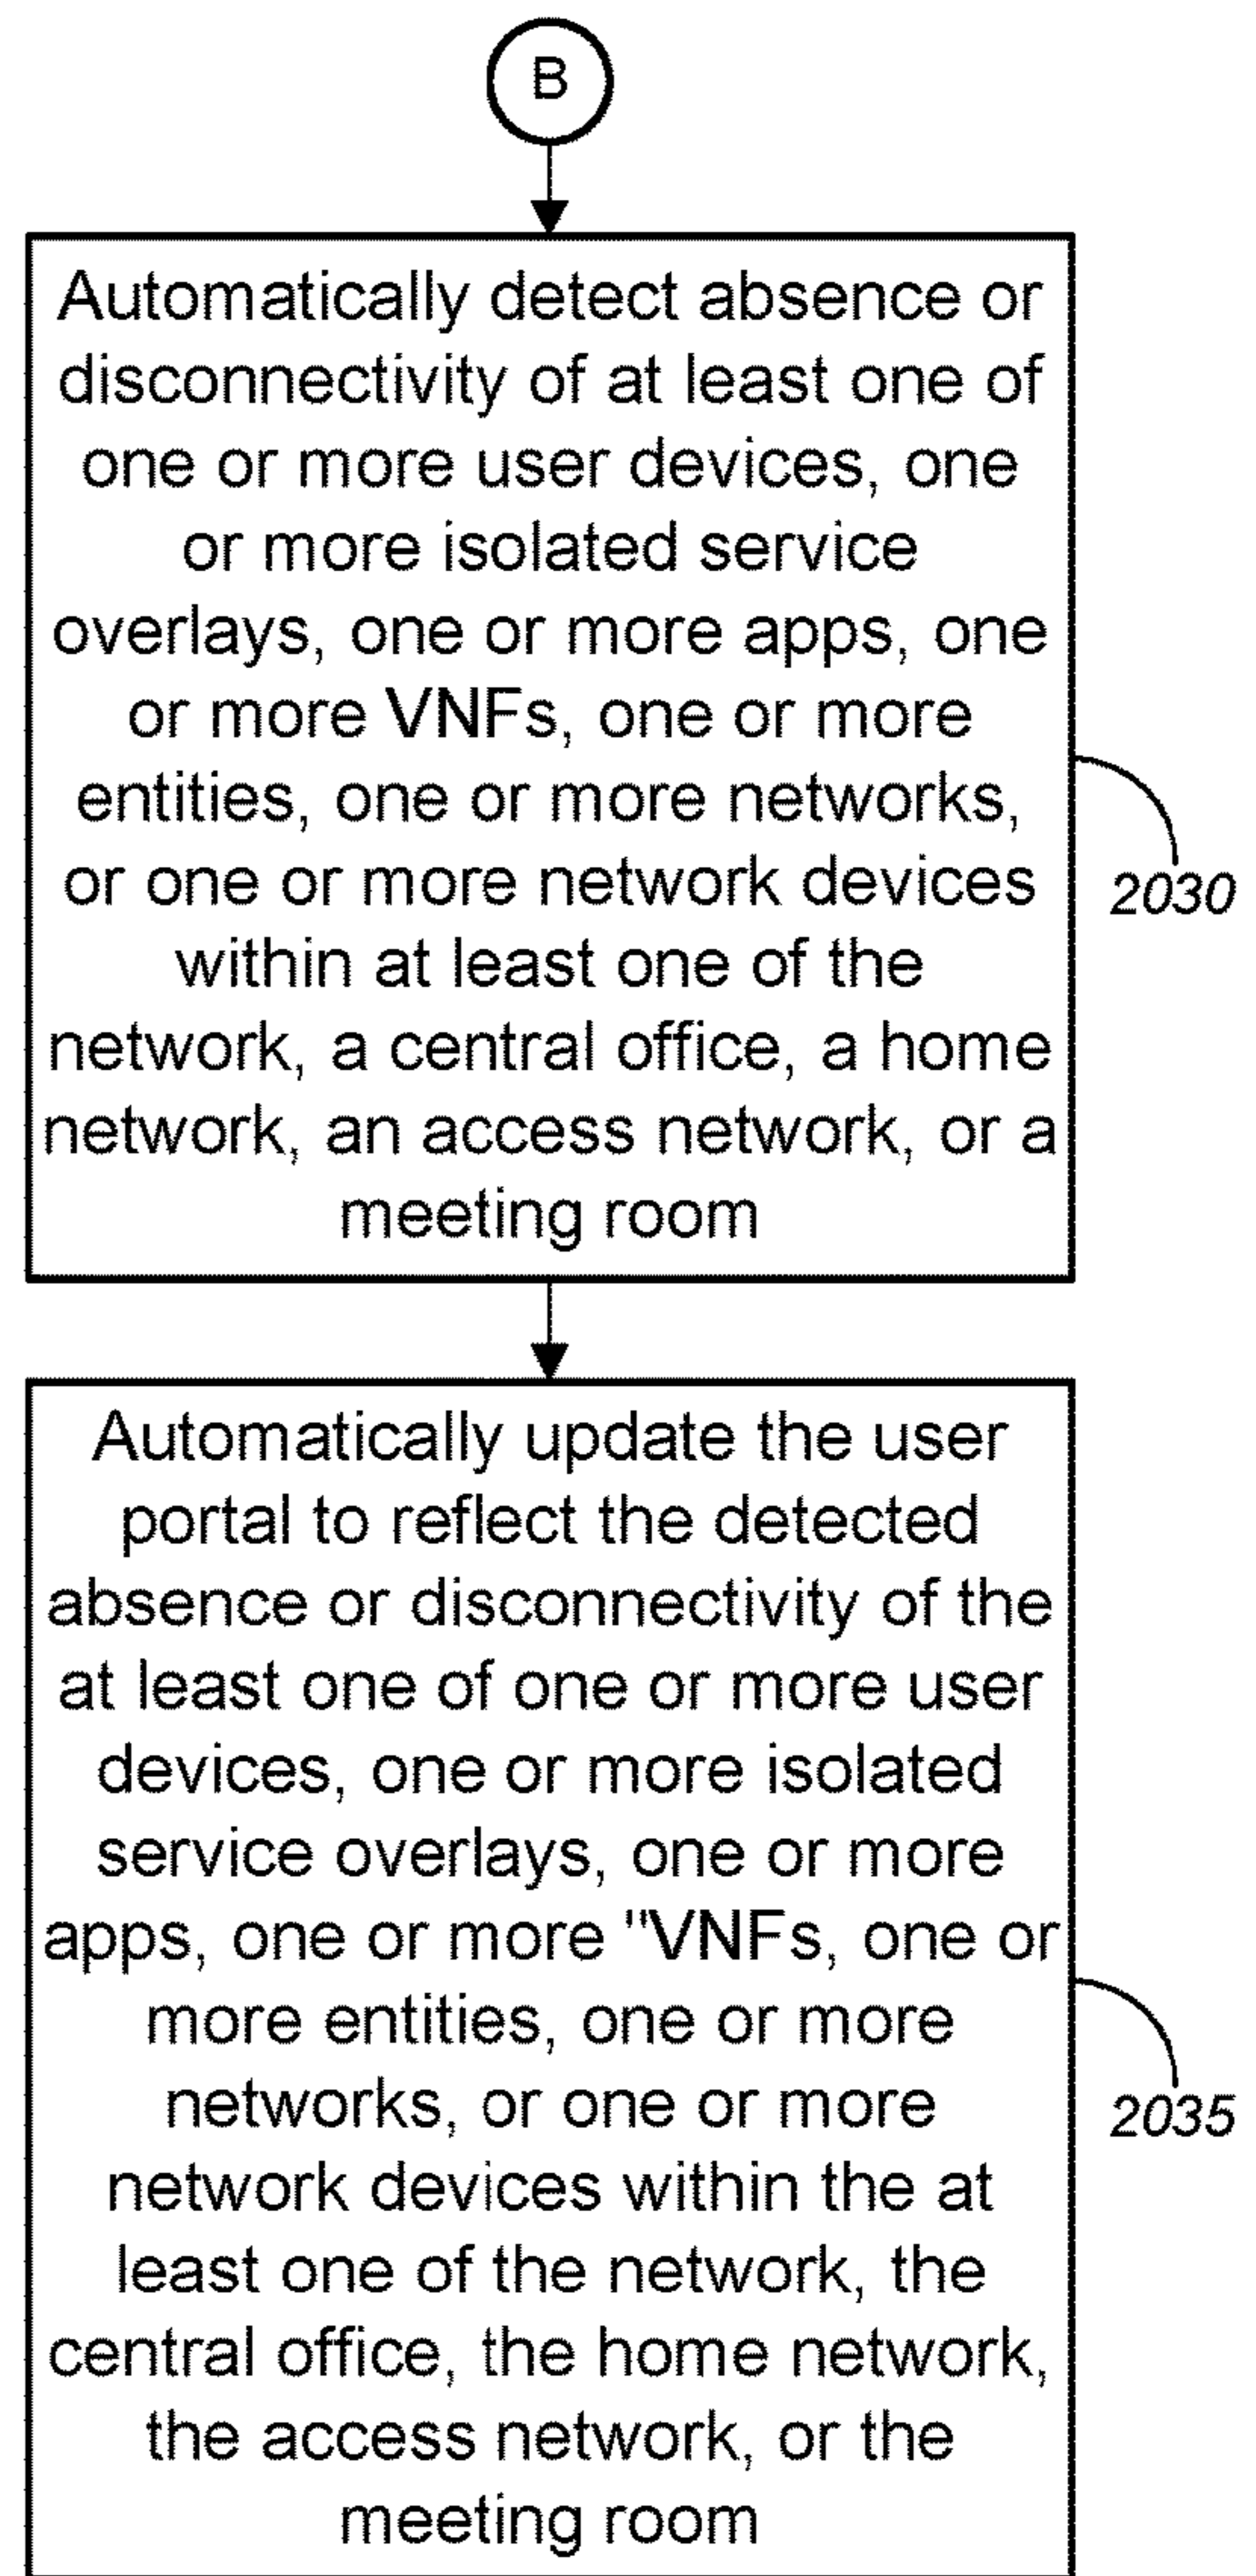 B
Automatically detect absence or
disconnectivity of at least one of
one or more user devices, one
or more isolated service
overlays, one or more apps, one
or more VNFs, one or more
entities, one or more networks,
or one or more network devices
within at least one of the
network, a central office, a home
network, an access network, or a
meeting room
2030
Automatically update the user
portal to reflect the detected
absence or disconnectivity of the
at least one of one or more user
devices, one or more isolated
service overlays, one or more
apps, one or more "VNFs, one or
more entities, one or more
networks, or one or more
network devices within the at
least one of the network, the
central office, the home network,
the access network, or the
meeting room
2035